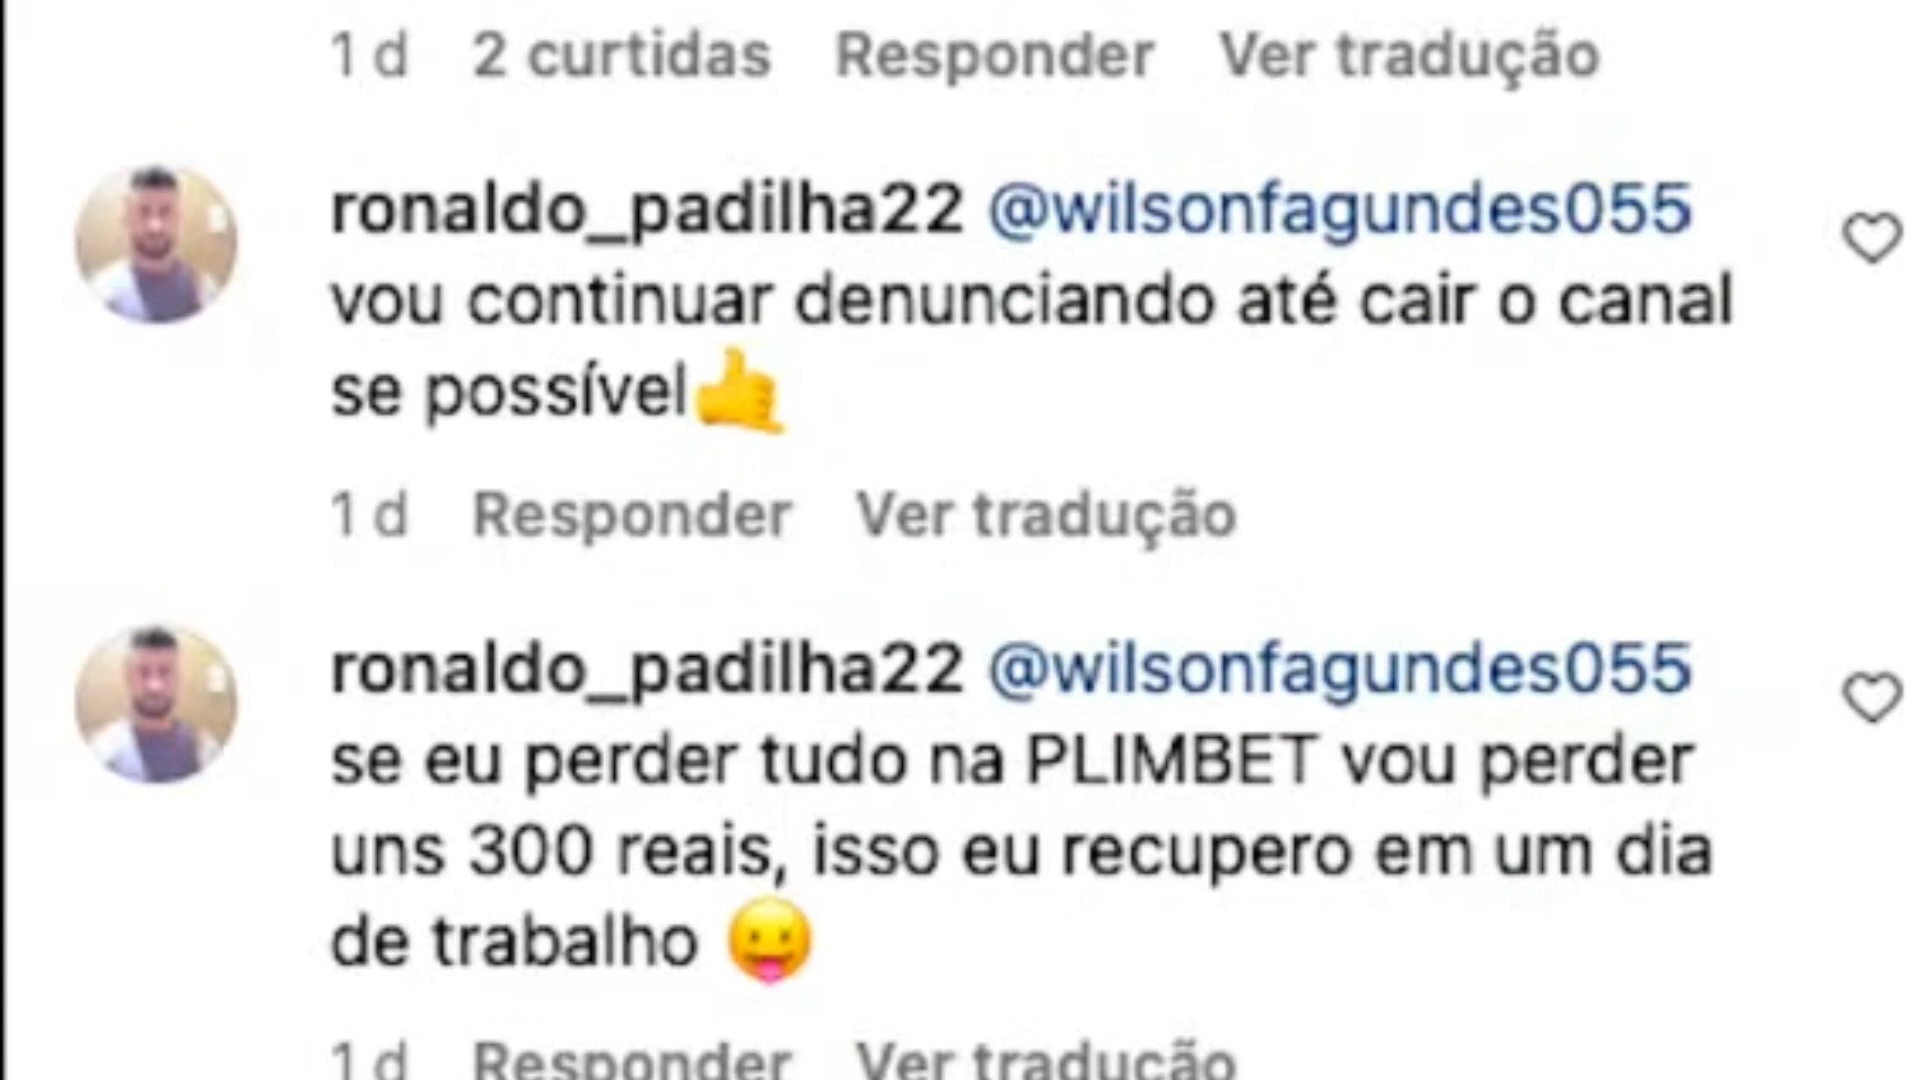 1 d 2 curtidas Responder Ver tradução
ronaldo_padilha22 @wilsonfagundes055
vou continuar denunciando até cair o canal
se possível🤙
1 d Responder Ver tradução
ronaldo_padilha22 @wilsonfagundes055
se eu perder tudo na PLIMBET vou perder
uns 300 reais, isso eu recupero em um dia
de trabalho 😛
1 d Responder Ver tradução